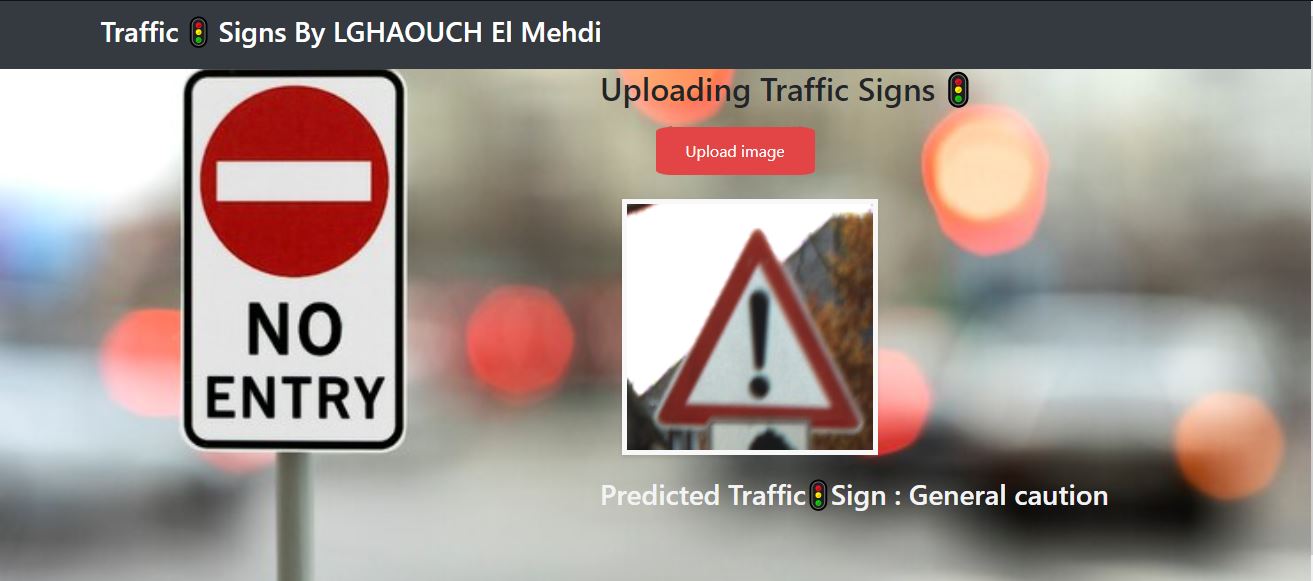 Traffic 🚦 Signs By LGHAOUCH El Mehdi
NO
ENTRY
Uploading Traffic Signs 🚦
Upload image
Predicted Traffic🚦Sign : General caution